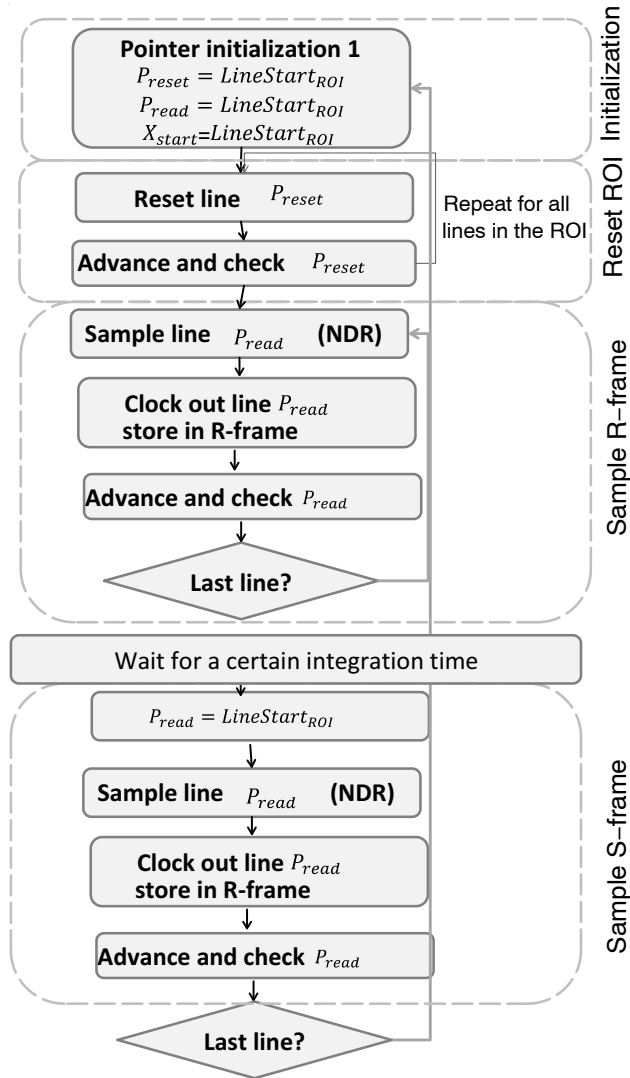 Pointer initialization 1
P_reset = LineStart_ROI
P_read = LineStart_ROI
X_start=LineStart_ROI
Initialization
Reset line P_reset
Repeat for all
lines in the ROI
Advance and check P_reset
Reset ROI
Sample line P_read (NDR)
Clock out line P_read
store in R-frame
Advance and check P_read
Last line?
Sample R–frame
Wait for a certain integration time
P_read = LineStart_ROI
Sample line P_read (NDR)
Clock out line P_read
store in R-frame
Advance and check P_read
Sample S–frame
Last line?